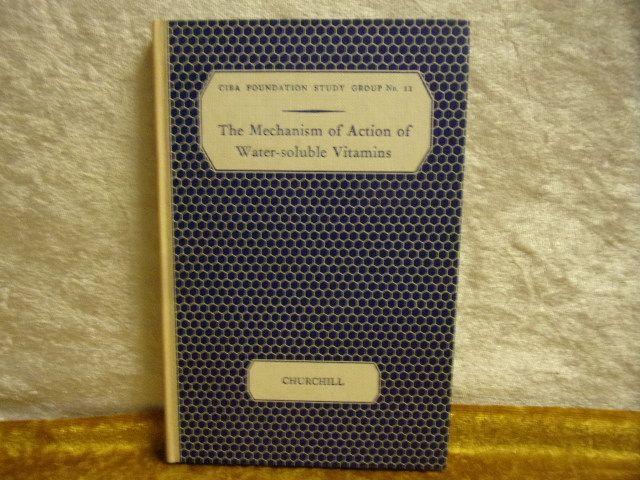 CIBA FOUNDATION STUDY GROUP No. 11
The Mechanism of Action of
Water-soluble Vitamins
CHURCHILL